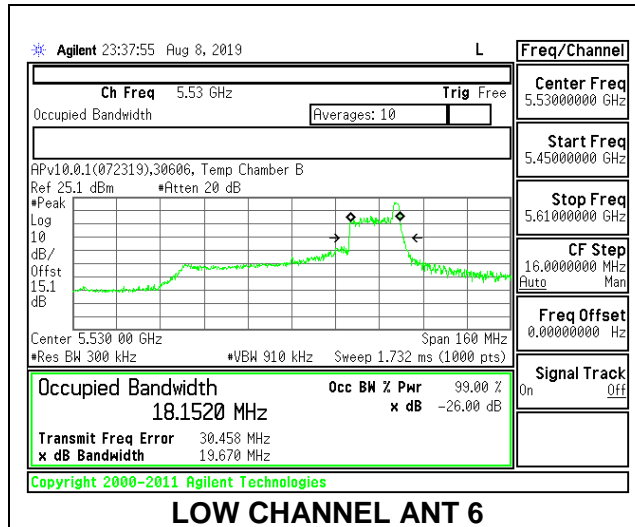 Agilent 23:37:55 Aug 8, 2019 L
Freq/Channel
Ch Freq 5.53 GHz Trig Free
Occupied Bandwidth Averages: 10
APv10.0.1(072319),30606, Temp Chamber B
Ref 25.1 dBm #Atten 20 dB
#Peak
Log
10
dB/
Offst
15.1
dB
Center 5.530 00 GHz Span 160 MHz
#Res BW 300 kHz #VBW 910 kHz Sweep 1.732 ms (1000 pts)
Occupied Bandwidth Occ BW % Pwr 99.00 %
18.1520 MHz x dB -26.00 dB
Transmit Freq Error 30.458 MHz
x dB Bandwidth 19.670 MHz
Center Freq
5.53000000 GHz
Start Freq
5.45000000 GHz
Stop Freq
5.61000000 GHz
CF Step
16.0000000 MHz
Auto Man
Freq Offset
0.00000000 Hz
Signal Track
On Off
Copyright 2000-2011 Agilent Technologies
LOW CHANNEL ANT 6